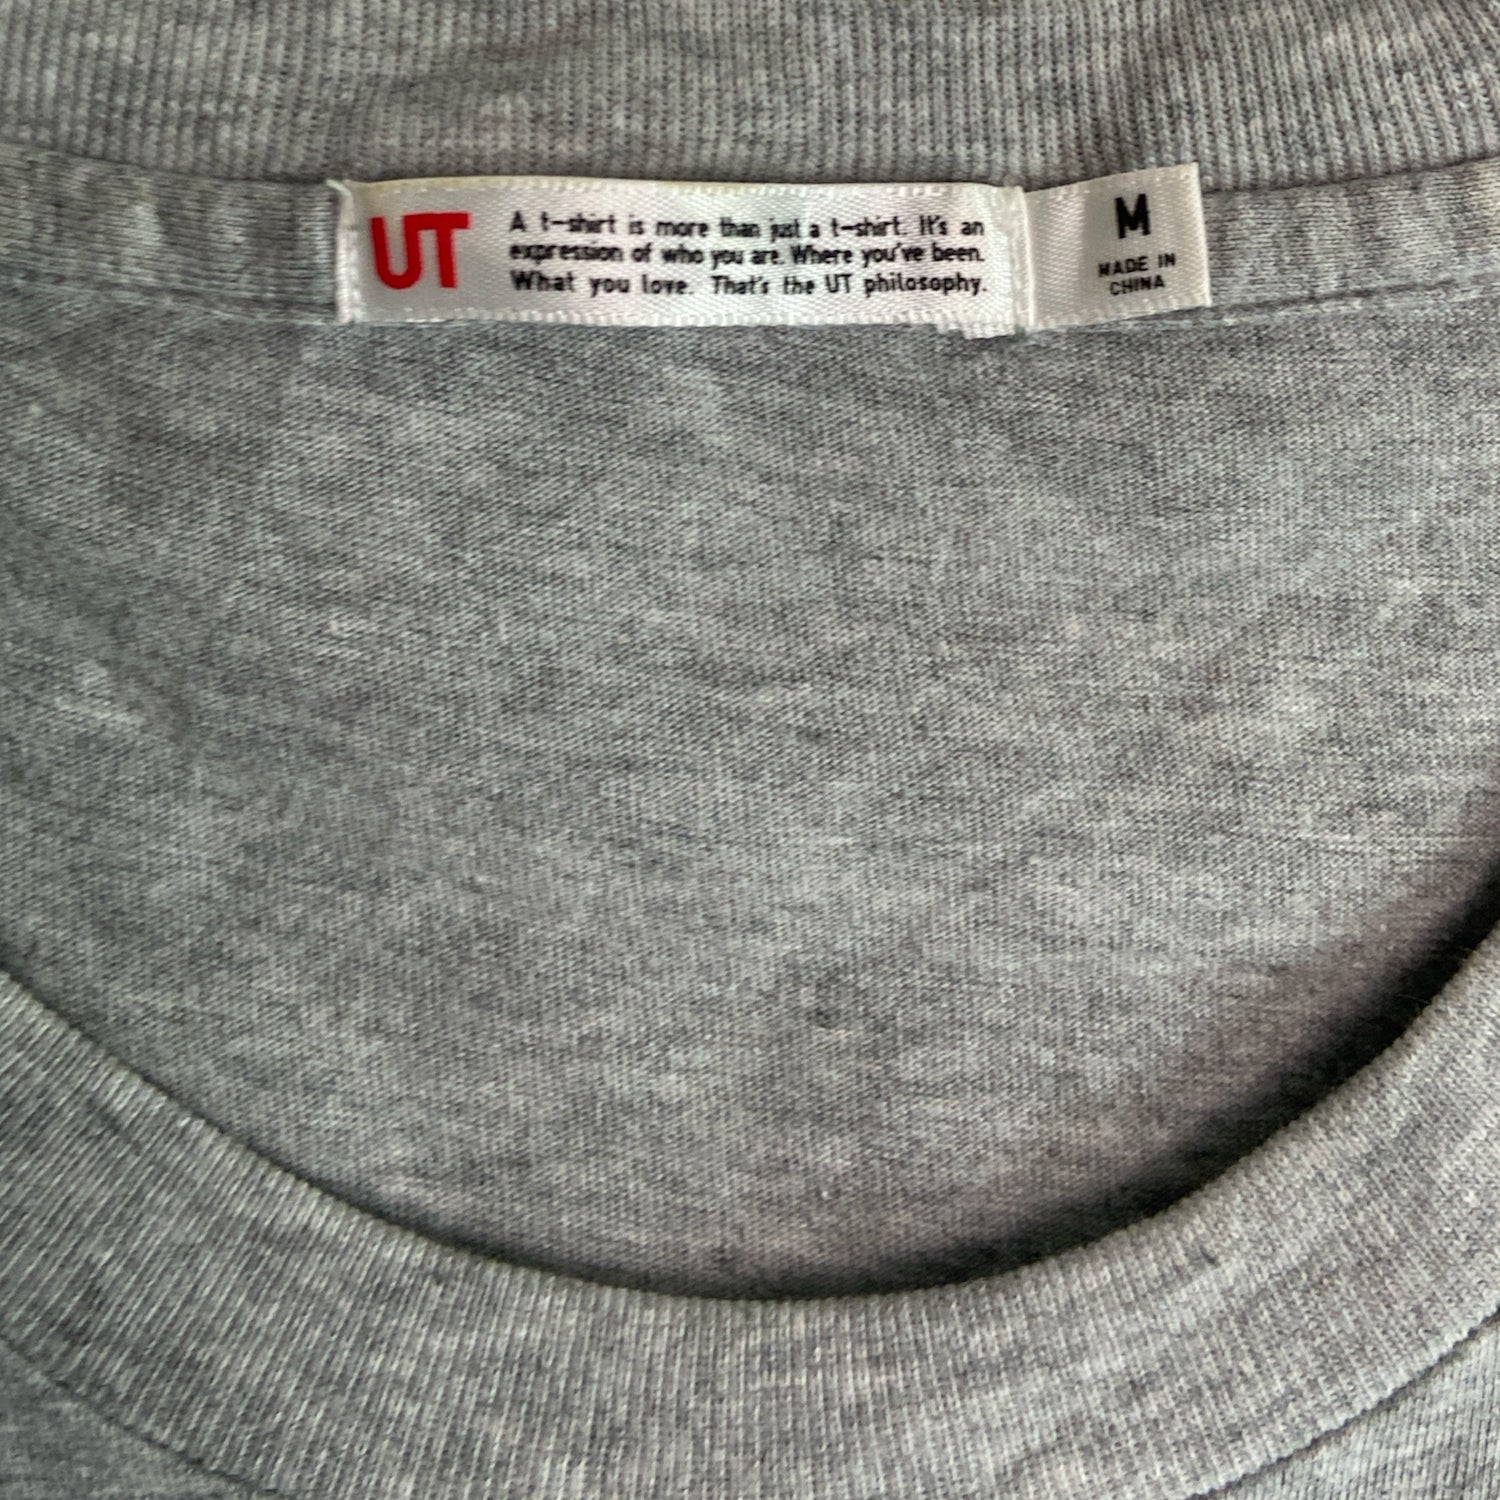 UT
A t-shirt is more than just a t-shirt. It's an
expression of who you are. Where you've been.
What you love. That's the UT philosophy.
M
MADE IN
CHINA